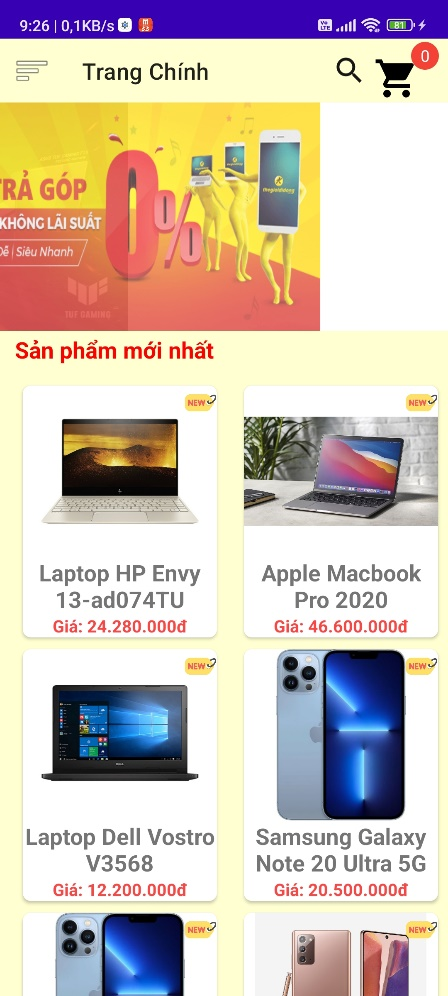 9:26 | 0,1KB/s
Vo LTE
81
Trang Chính
0
TRẢ GÓP
0%
KHÔNG LÃI SUẤT
Dễ | Siêu Nhanh
thegioididong
TUT GAMING
Sản phẩm mới nhất
NEW
NEW
Laptop HP Envy
13-ad074TU
Giá: 24.280.000đ
Apple Macbook
Pro 2020
Giá: 46.600.000đ
NEW
NEW
Laptop Dell Vostro
V3568
Giá: 12.200.000đ
Samsung Galaxy
Note 20 Ultra 5G
Giá: 20.500.000đ
NEW
NEW